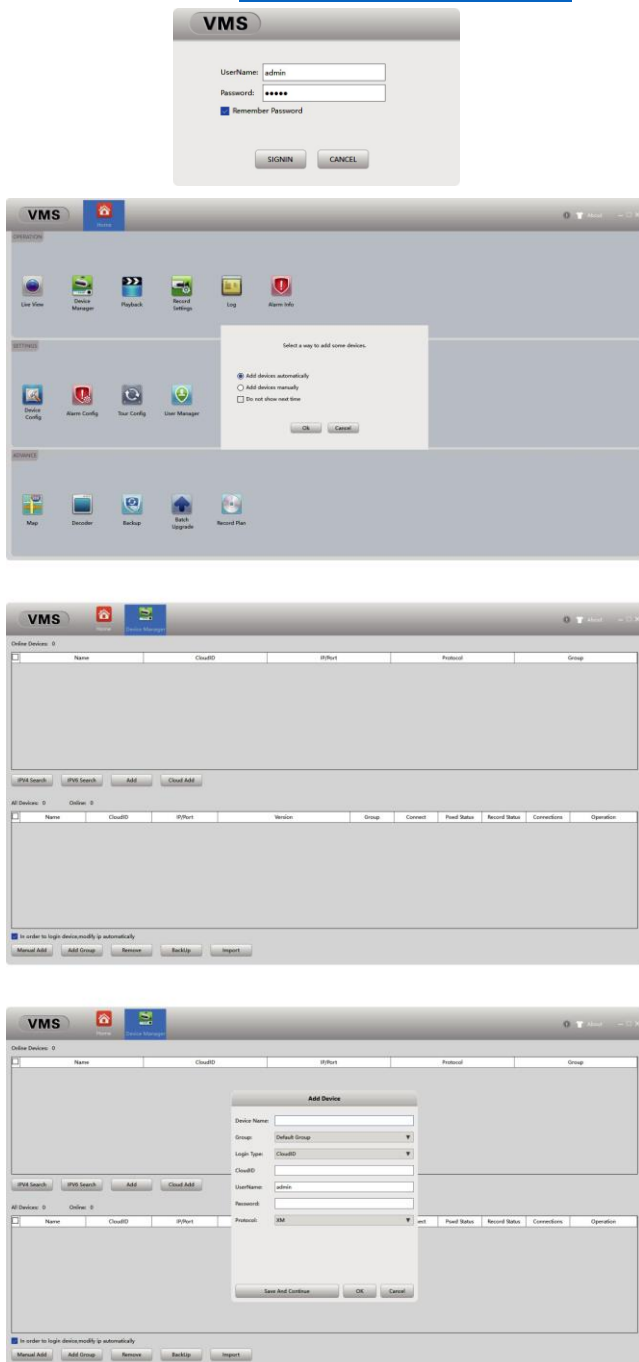 VMS
UserName: admin
Password: •••••
Remember Password
SIGNIN CANCEL
VMS Home 0 About
OPERATION
Live View Device Manager Playback Record Settings Log Alarm Info
SETTINGS
Select a way to add some devices.
Add devices automatically
Add devices manually
Do not show next time
Ok Cancel
Device Config Alarm Config Tour Config User Manager
ADVANCE
Map Decoder Backup Batch Upgrade Record Plan
VMS Home Device Manager About
Online Devices: 0
Name CloudID IP/Port Protocol Group
IPV4 Search IPV6 Search Add Cloud Add
All Devices: 0 Online: 0
Name CloudID IP/Port Version Group Connect Pswd Status Record Status Connections Operation
In order to login device,modify ip automatically
Manual Add Add Group Remove BackUp Import
VMS Home Device Manager About
Online Devices: 0
Name CloudID IP/Port Protocol Group
Add Device
Device Name:
Group: Default Group
Login Type: CloudID
CloudID
UserName: admin
Password:
Protocol: XM
Save And Continue OK Cancel
IPV4 Search IPV6 Search Add Cloud Add
All Devices: 0 Online: 0
Name CloudID IP/Port Pswd Status Record Status Connections Operation
In order to login device,modify ip automatically
Manual Add Add Group Remove BackUp Import